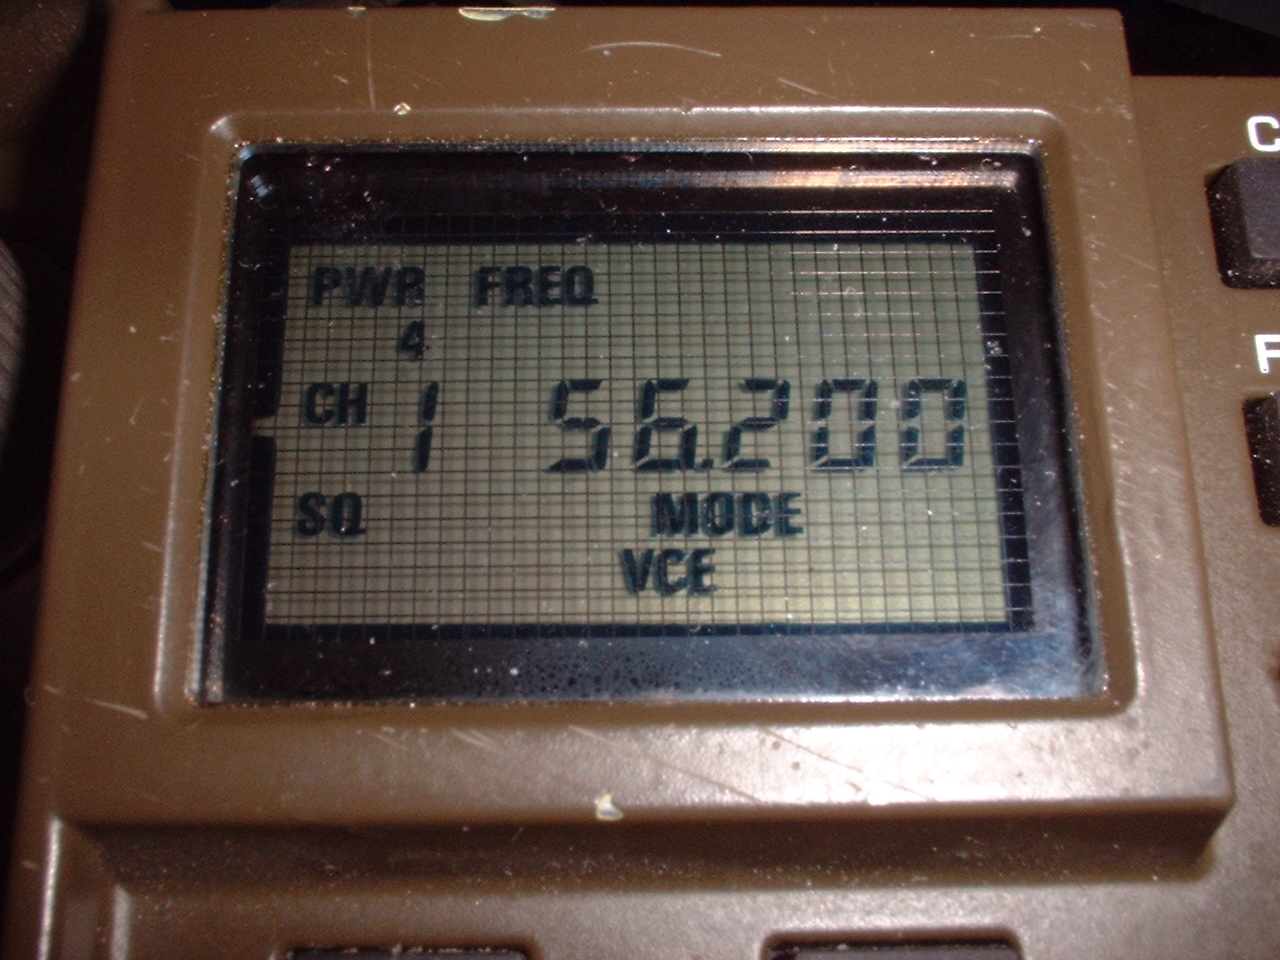 PWR FREQ
4
CH 1 56.200
SQ MODE
VCE
C
F